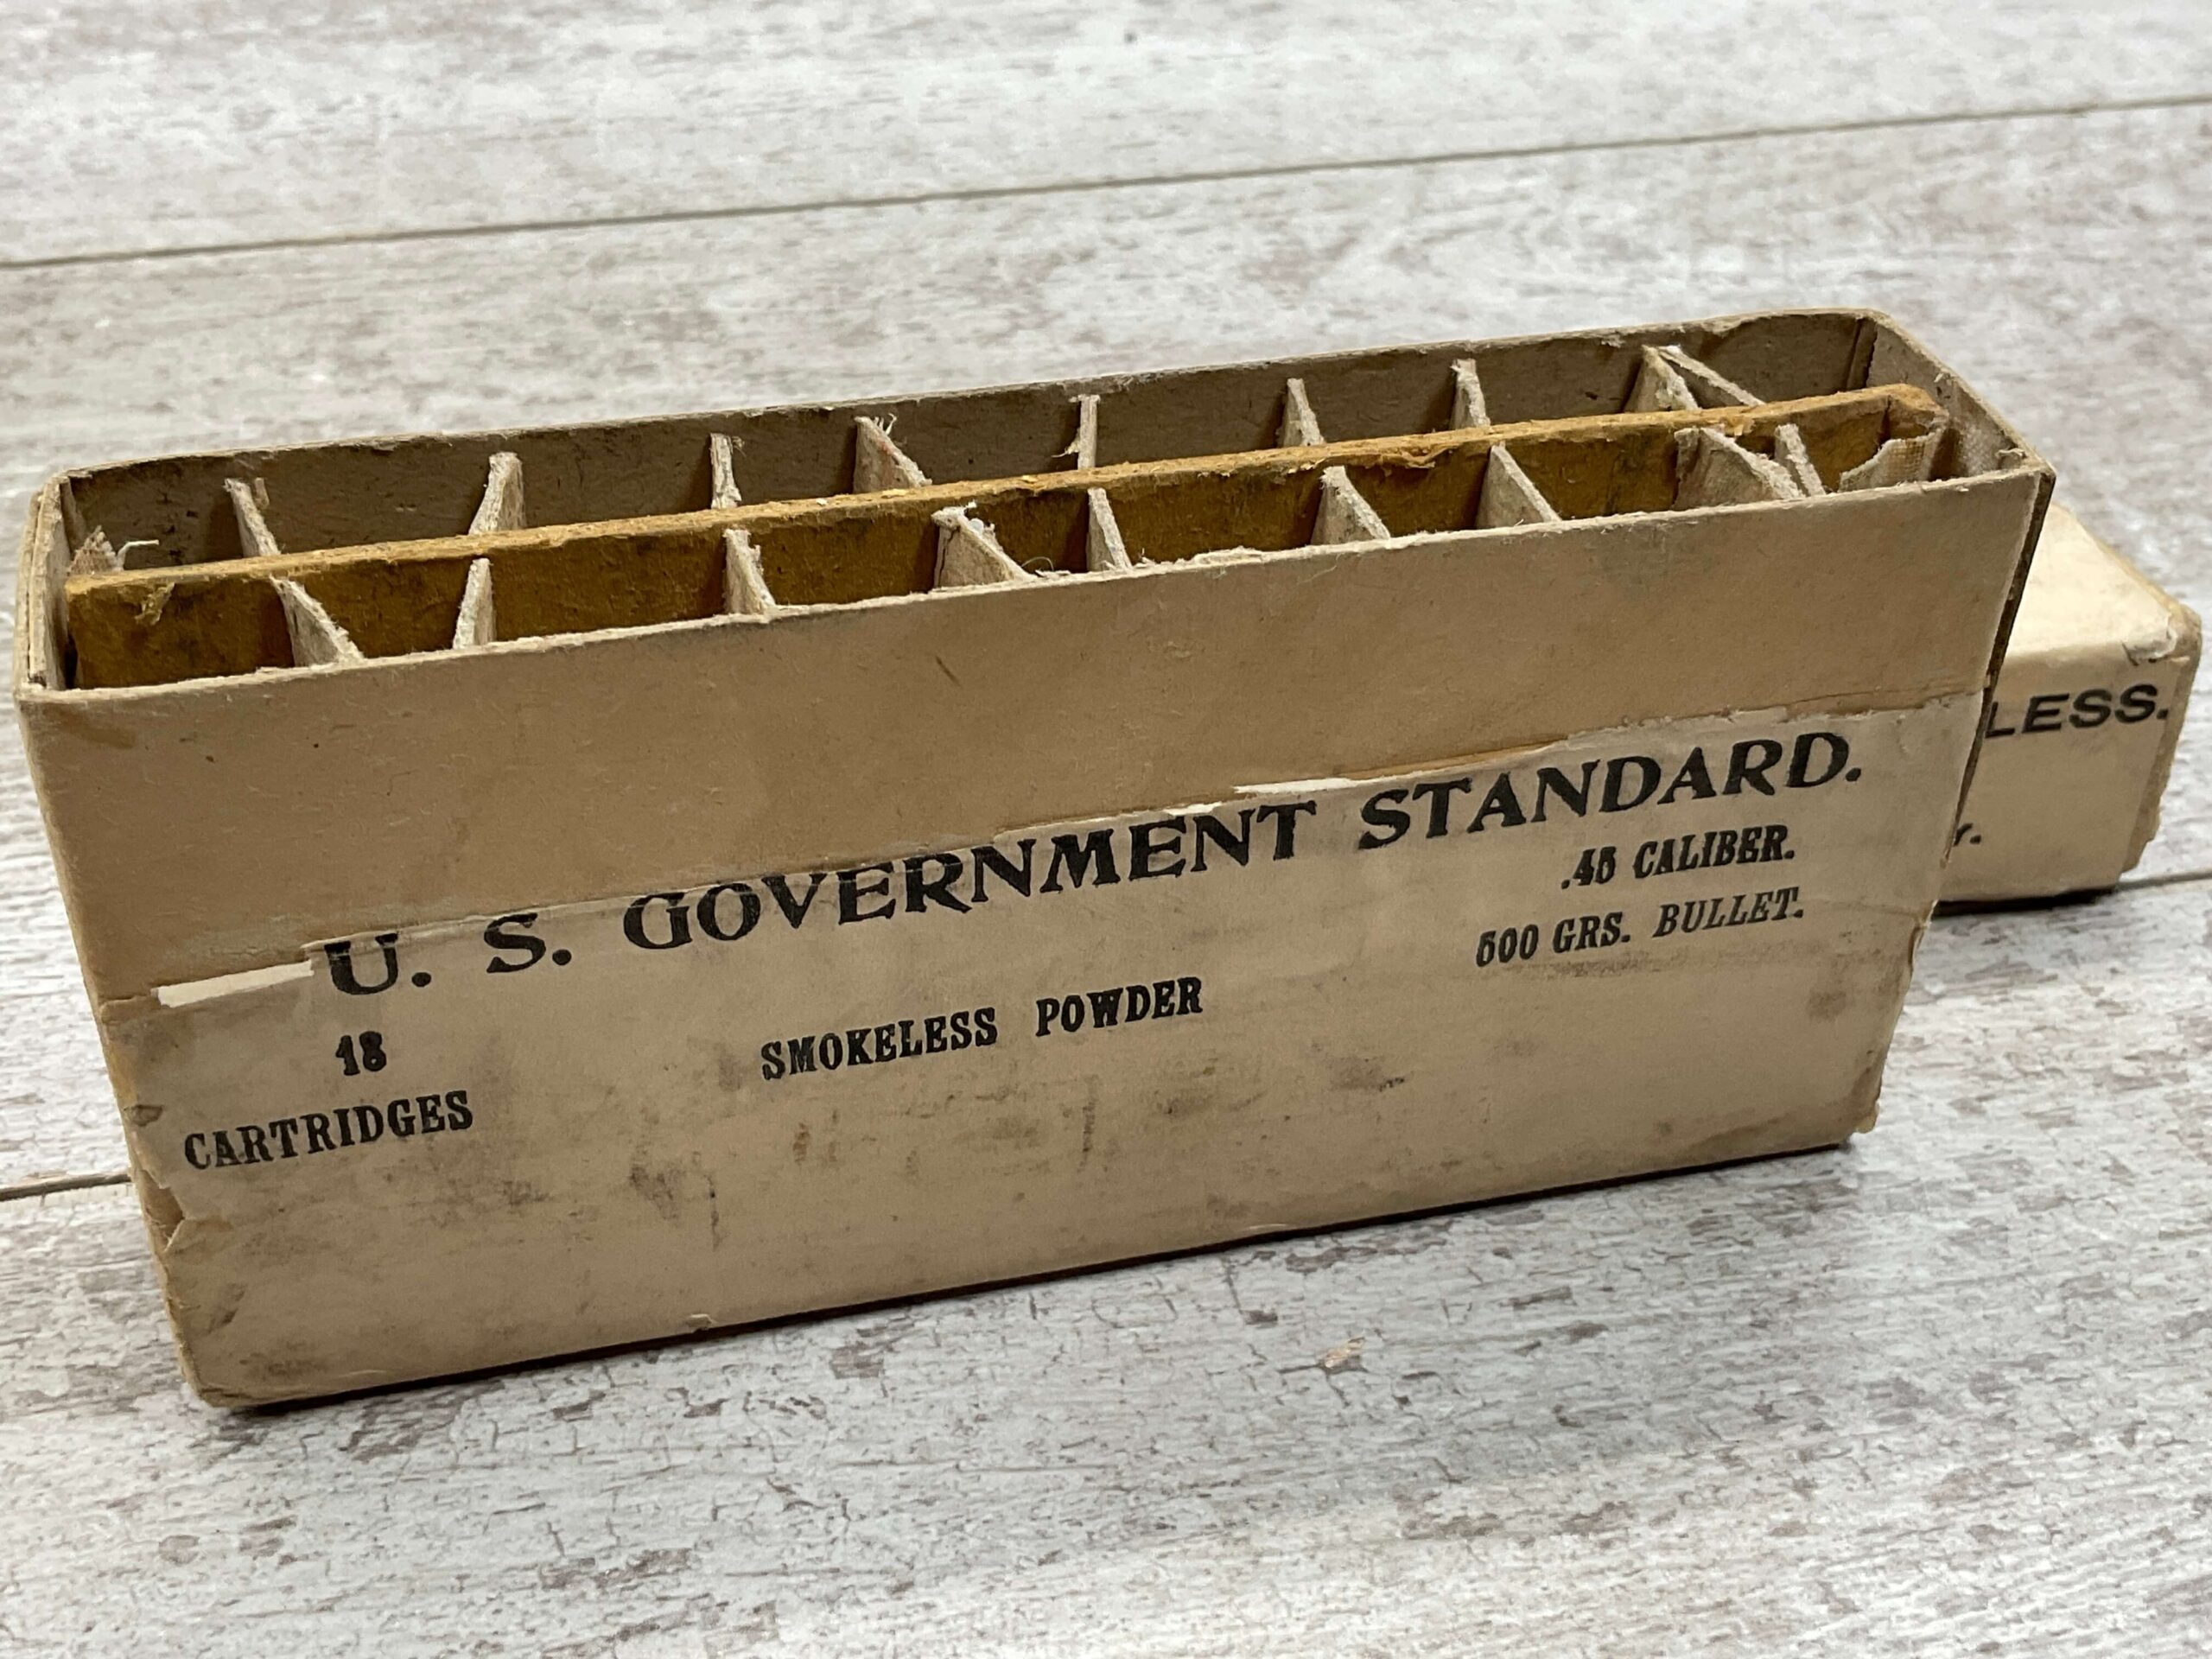 U. S. GOVERNMENT STANDARD.
18
CARTRIDGES
SMOKELESS POWDER
.45 CALIBER.
500 GRS. BULLET.
LESS.